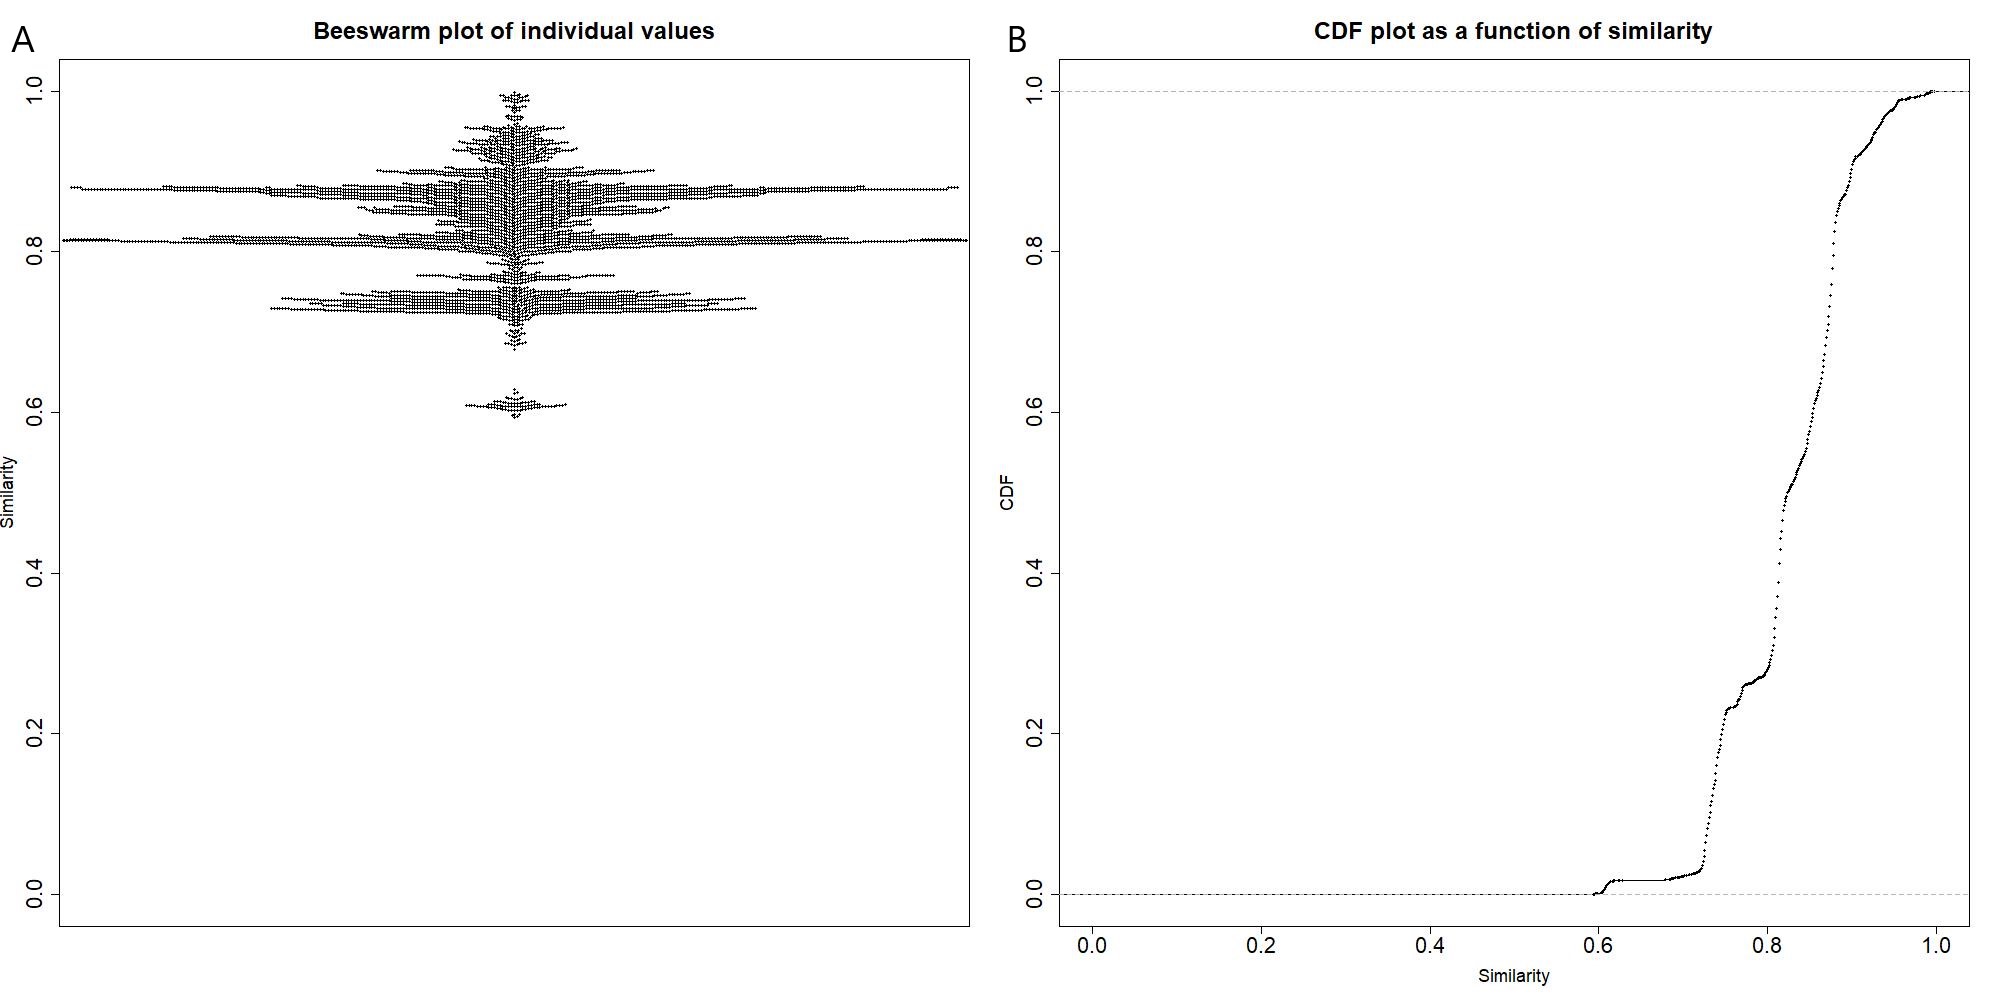 A
Beeswarm plot of individual values
1.0
0.8
0.6
0.4
0.2
0.0
Similarity
B
CDF plot as a function of similarity
1.0
0.8
0.6
0.4
0.2
0.0
CDF
0.0 0.2 0.4 0.6 0.8 1.0
Similarity